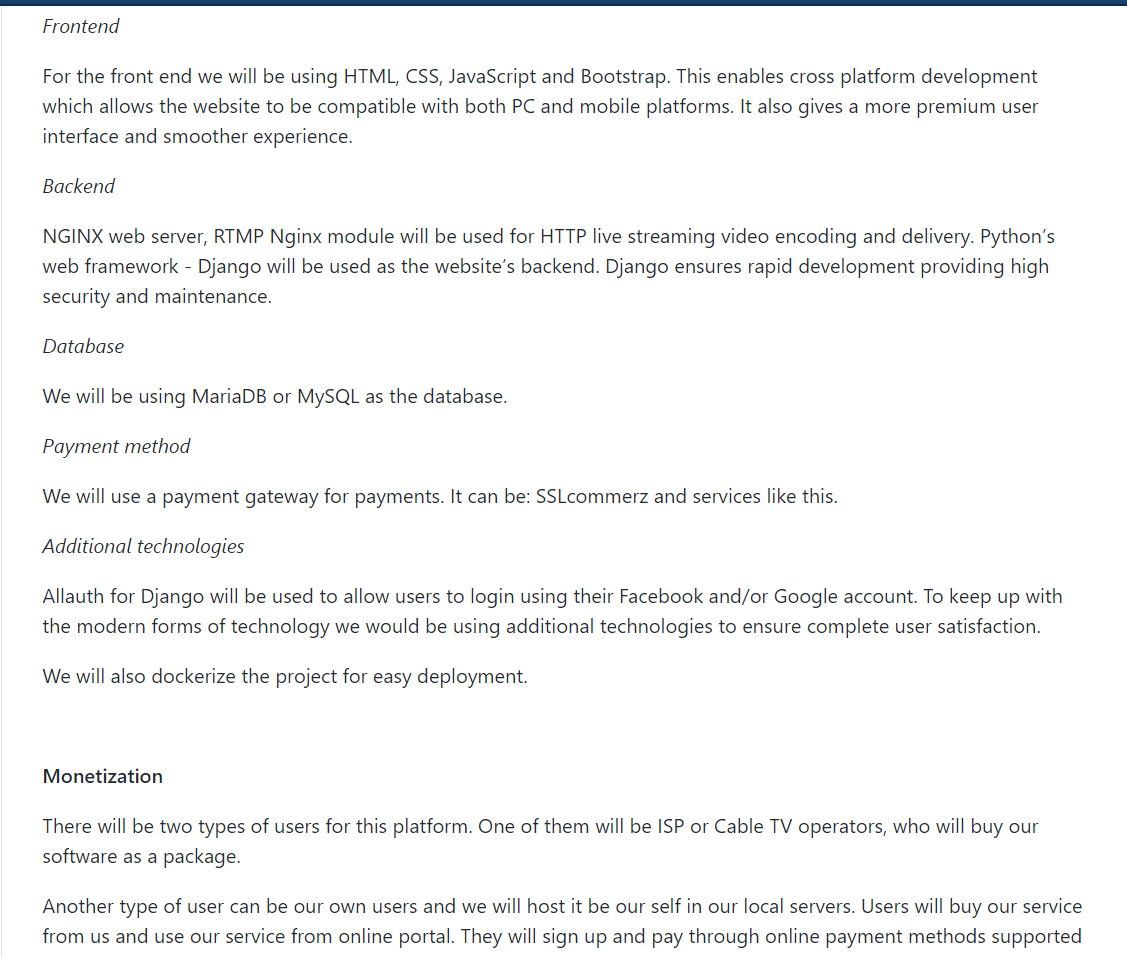 Frontend
For the front end we will be using HTML, CSS, JavaScript and Bootstrap. This enables cross platform development
which allows the website to be compatible with both PC and mobile platforms. It also gives a more premium user
interface and smoother experience.
Backend
NGINX web server, RTMP Nginx module will be used for HTTP live streaming video encoding and delivery. Python’s
web framework - Django will be used as the website’s backend. Django ensures rapid development providing high
security and maintenance.
Database
We will be using MariaDB or MySQL as the database.
Payment method
We will use a payment gateway for payments. It can be: SSLcommerz and services like this.
Additional technologies
Allauth for Django will be used to allow users to login using their Facebook and/or Google account. To keep up with
the modern forms of technology we would be using additional technologies to ensure complete user satisfaction.
We will also dockerize the project for easy deployment.
Monetization
There will be two types of users for this platform. One of them will be ISP or Cable TV operators, who will buy our
software as a package.
Another type of user can be our own users and we will host it be our self in our local servers. Users will buy our service
from us and use our service from online portal. They will sign up and pay through online payment methods supported